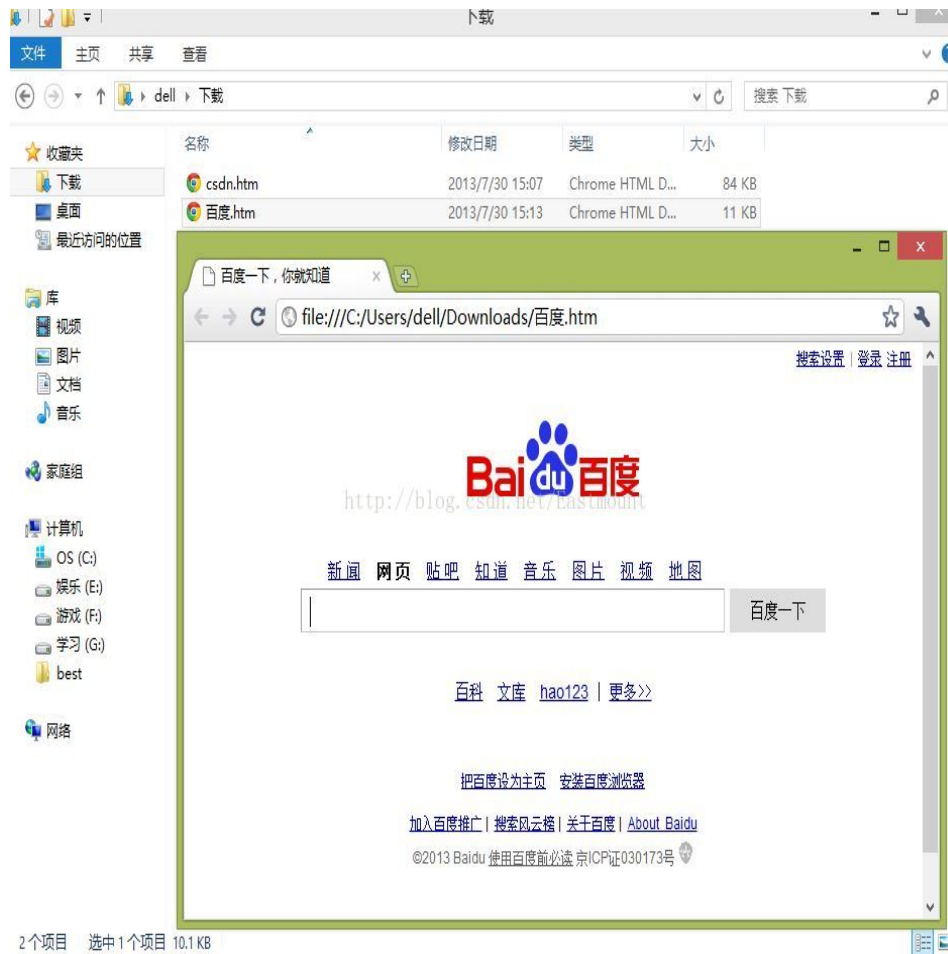 下载
文件 主页 共享 查看
dell 下载 搜索 下载
名称 修改日期 类型 大小
csdn.htm 2013/7/30 15:07 Chrome HTML D... 84 KB
百度.htm 2013/7/30 15:13 Chrome HTML D... 11 KB
收藏夹
下载
桌面
最近访问的位置
库
视频
图片
文档
音乐
家庭组
计算机
OS (C:)
娱乐 (E:)
游戏 (F:)
学习 (G:)
best
网络
百度一下,你就知道
file:///C:/Users/dell/Downloads/百度.htm
搜索设置 | 登录 注册
Bai du 百度
http://blog.csdn.net/Eastmount
新闻 网页 贴吧 知道 音乐 图片 视频 地图
百度一下
百科 文库 hao123 | 更多>>
把百度设为主页 安装百度浏览器
加入百度推广 | 搜索风云榜 | 关于百度 | About Baidu
©2013 Baidu 使用百度前必读 京ICP证030173号
2 个项目 选中 1 个项目 10.1 KB